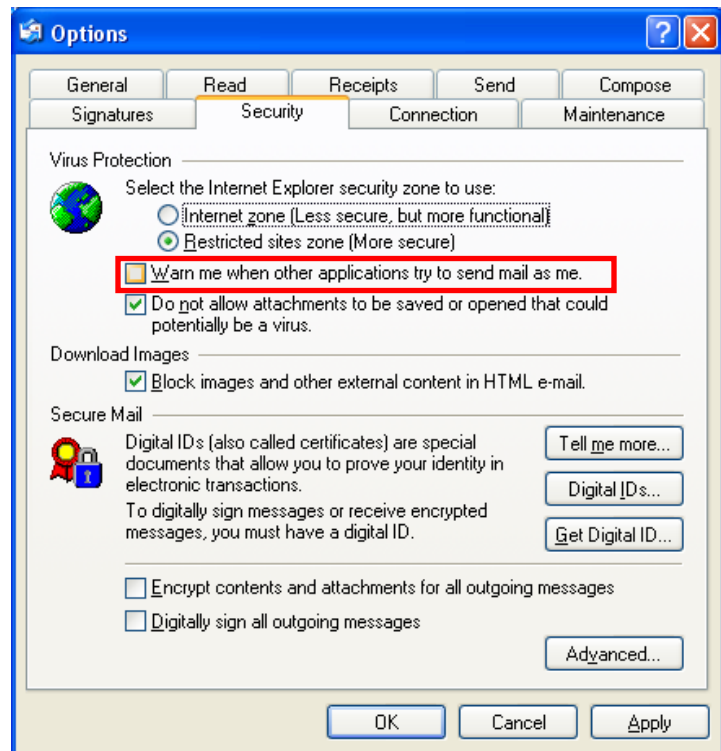 Options
General Read Receipts Send Compose
Signatures Security Connection Maintenance
Virus Protection
Select the Internet Explorer security zone to use:
Internet zone (Less secure, but more functional)
Restricted sites zone (More secure)
Warn me when other applications try to send mail as me.
Do not allow attachments to be saved or opened that could
potentially be a virus.
Download Images
Block images and other external content in HTML e-mail.
Secure Mail
Digital IDs (also called certificates) are special
documents that allow you to prove your identity in
electronic transactions.
Tell me more...
Digital IDs...
To digitally sign messages or receive encrypted
messages, you must have a digital ID.
Get Digital ID...
Encrypt contents and attachments for all outgoing messages
Digitally sign all outgoing messages
Advanced...
OK Cancel Apply